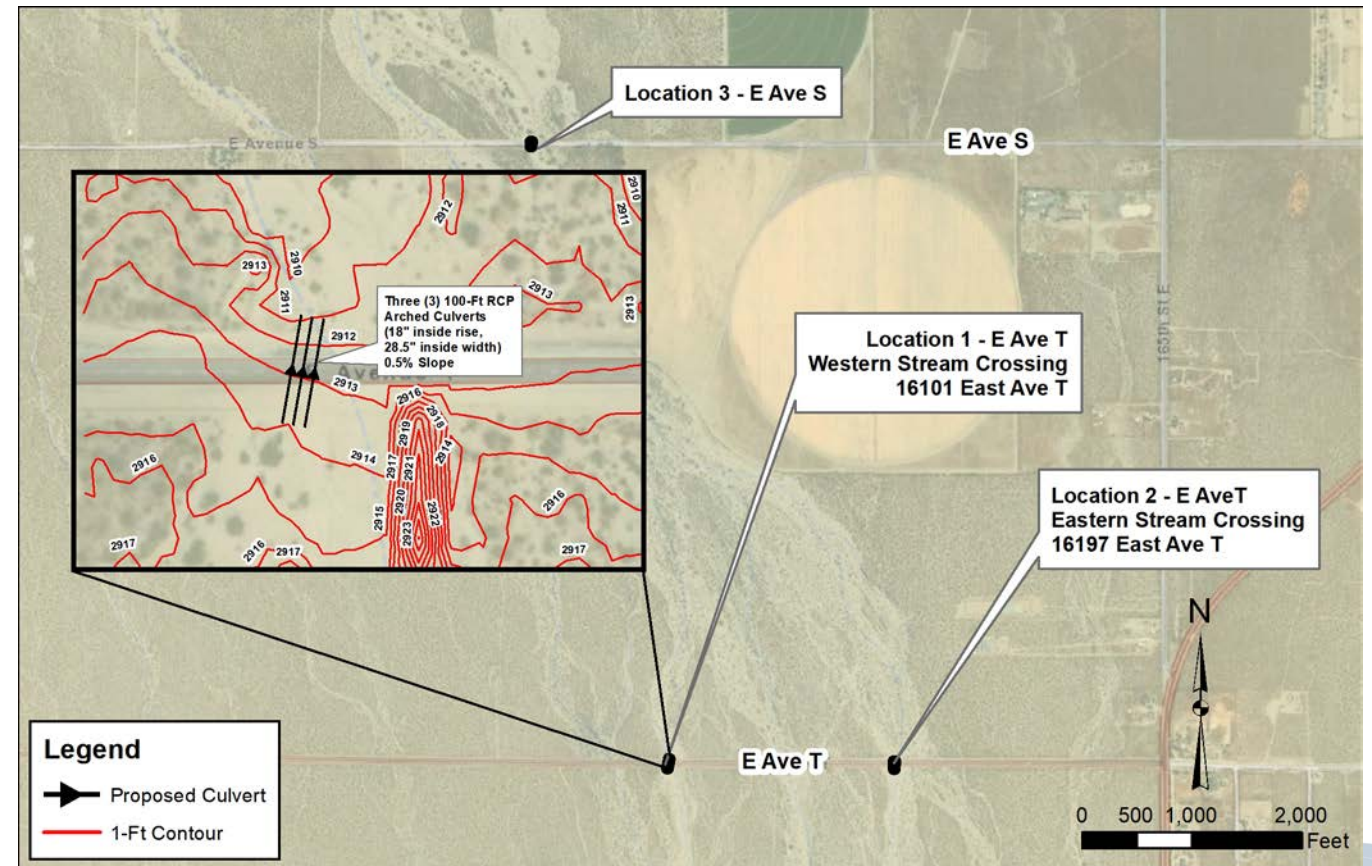 Location 3 - E Ave S
E Avenue S
E Ave S
2910
2911
2912
2913
2910
2911
2913
2913
Three (3) 100-Ft RCP
Arched Culverts
(18" inside rise,
28.5" inside width)
0.5% Slope
2912
Avenue
2913
2916
2918
2919
2914
2914
2917
2921
2916
2920
2922
2916
2915
2923
2917
2916
2917
2917
165th St E
Location 1 - E Ave T
Western Stream Crossing
16101 East Ave T
Location 2 - E AveT
Eastern Stream Crossing
16197 East Ave T
E Ave T
N
Legend
Proposed Culvert
1-Ft Contour
0 500 1,000 2,000
Feet